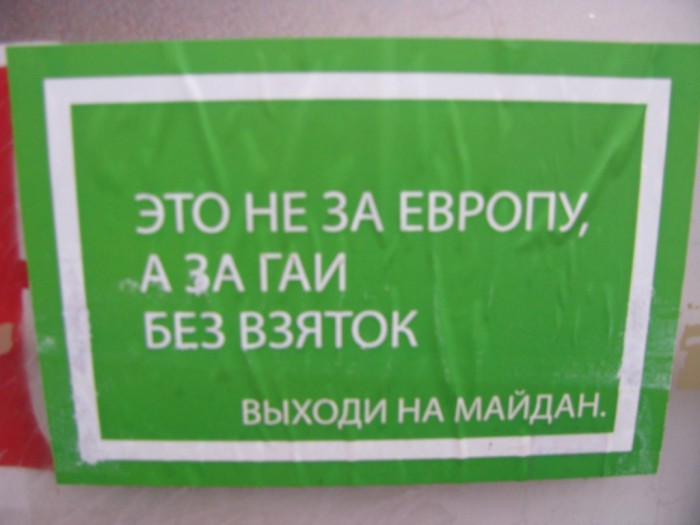 ЭТО НЕ ЗА ЕВРОПУ,
А ЗА ГАИ
БЕЗ ВЗЯТОК
ВЫХОДИ НА МАЙДАН.